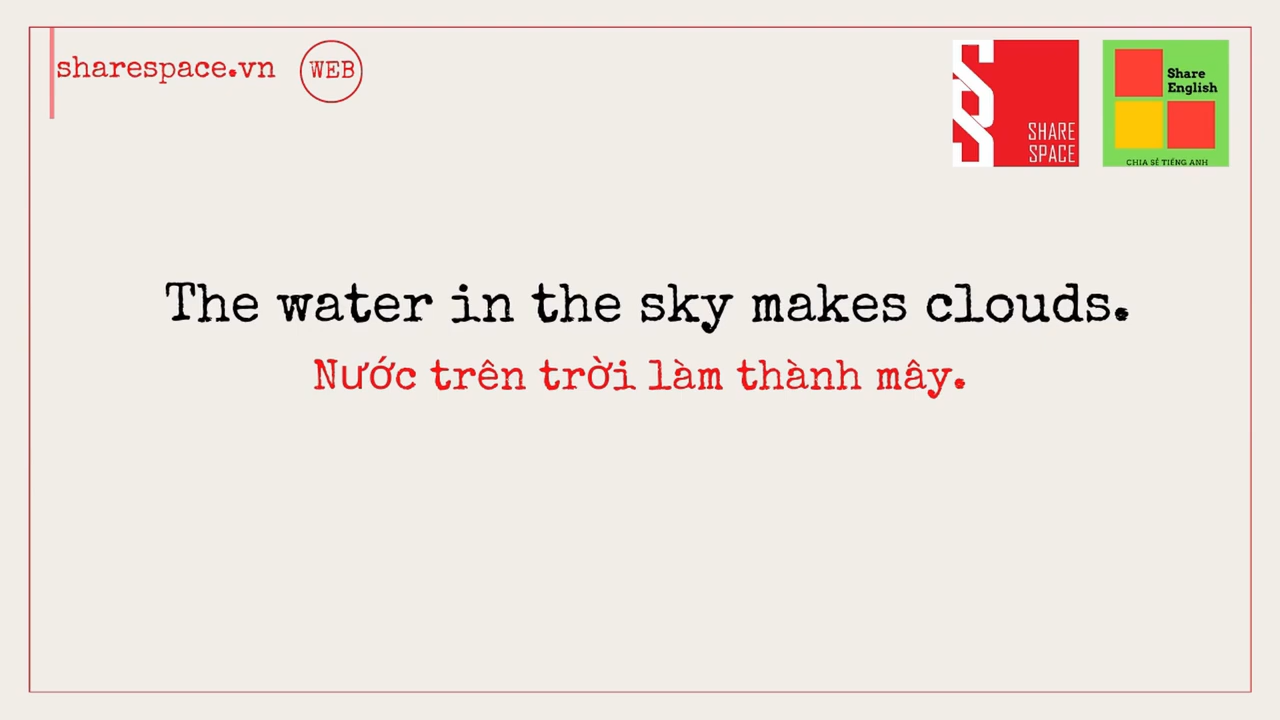 sharespace.vn WEB
SHARE
SPACE
Share
English
CHIA SẺ TIẾNG ANH
The water in the sky makes clouds.
Nước trên trời làm thành mây.